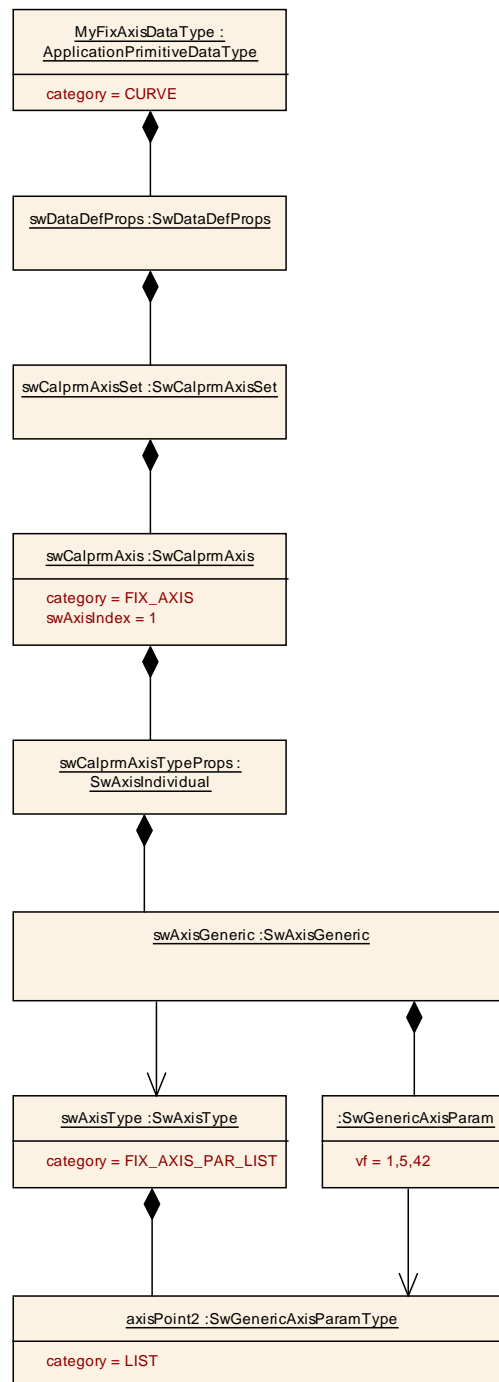 MyFixAxisDataType :
ApplicationPrimitiveDataType
category = CURVE
swDataDefProps :SwDataDefProps
swCalprmAxisSet :SwCalprmAxisSet
swCalprmAxis :SwCalprmAxis
category = FIX_AXIS
swAxisIndex = 1
swCalprmAxisTypeProps :
SwAxisIndividual
swAxisGeneric :SwAxisGeneric
swAxisType :SwAxisType
category = FIX_AXIS_PAR_LIST
:SwGenericAxisParam
vf = 1,5,42
axisPoint2 :SwGenericAxisParamType
category = LIST